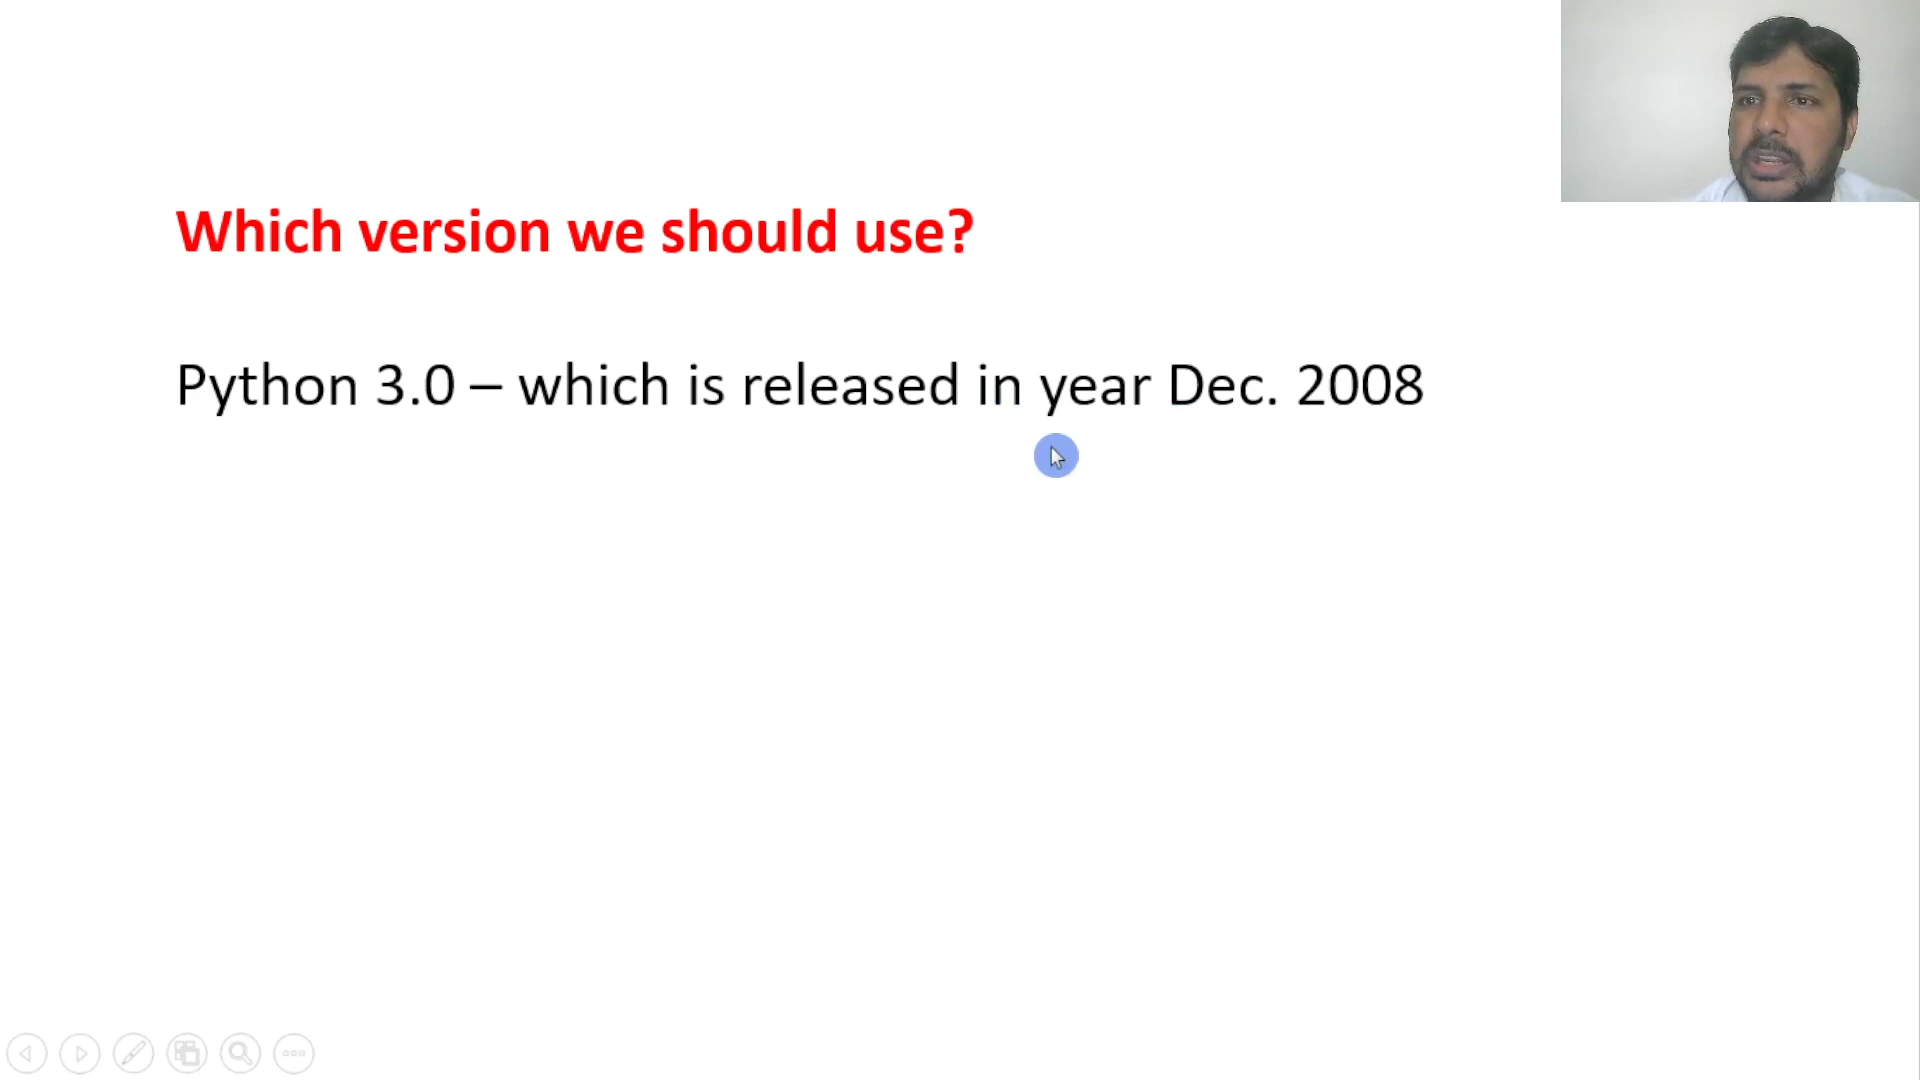 Which version we should use?
Python 3.0 – which is released in year Dec. 2008